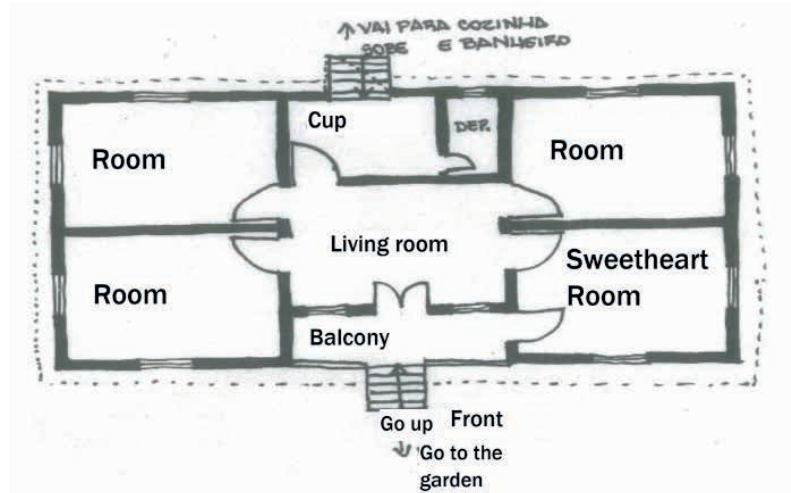 VAI PARA COZINHA
SOBE E BANHEIRO
Cup
DEP.
Room
Room
Living room
Sweetheart
Room
Room
Balcony
Go up Front
Go to the
garden